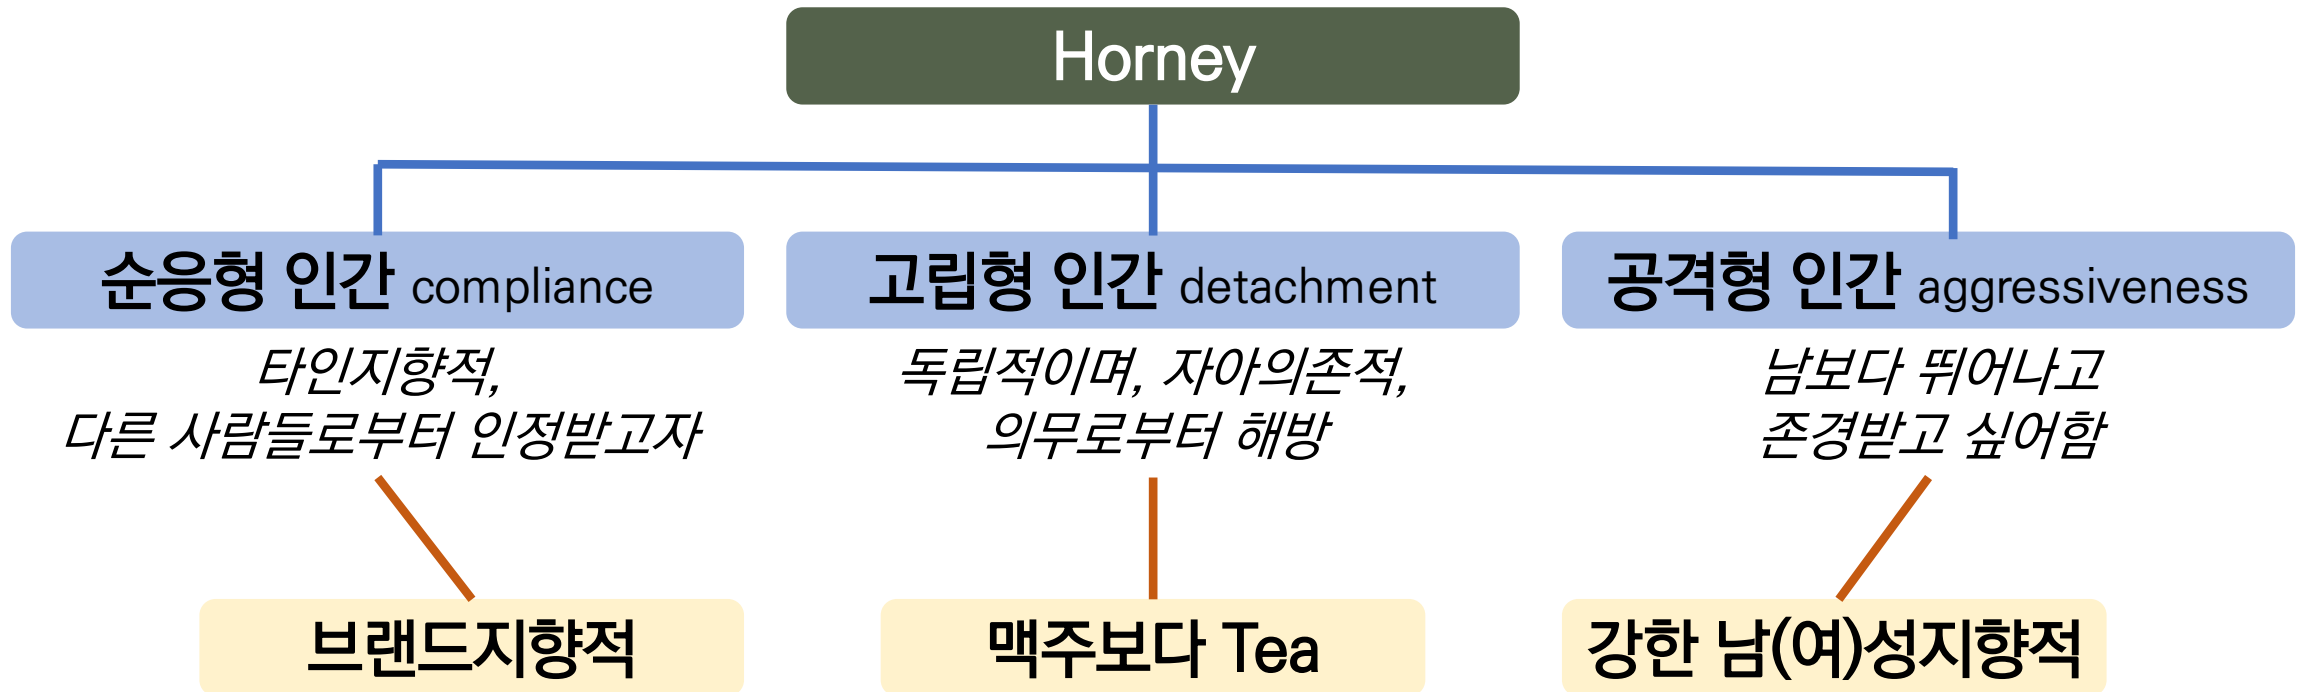 Horney
순응형 인간 compliance
타인지향적,
다른 사람들로부터 인정받고자
브랜드지향적
고립형 인간 detachment
독립적이며, 자아의존적,
의무로부터 해방
맥주보다 Tea
공격형 인간 aggressiveness
남보다 뛰어나고
존경받고 싶어함
강한 남(여)성지향적